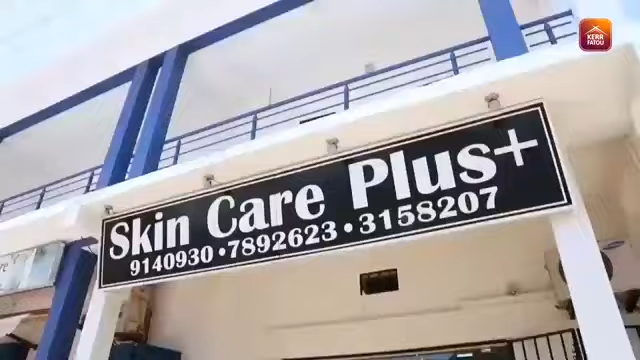 KERR
FATOU
Skin Care Plus+
9140930 • 7892623 • 3158207